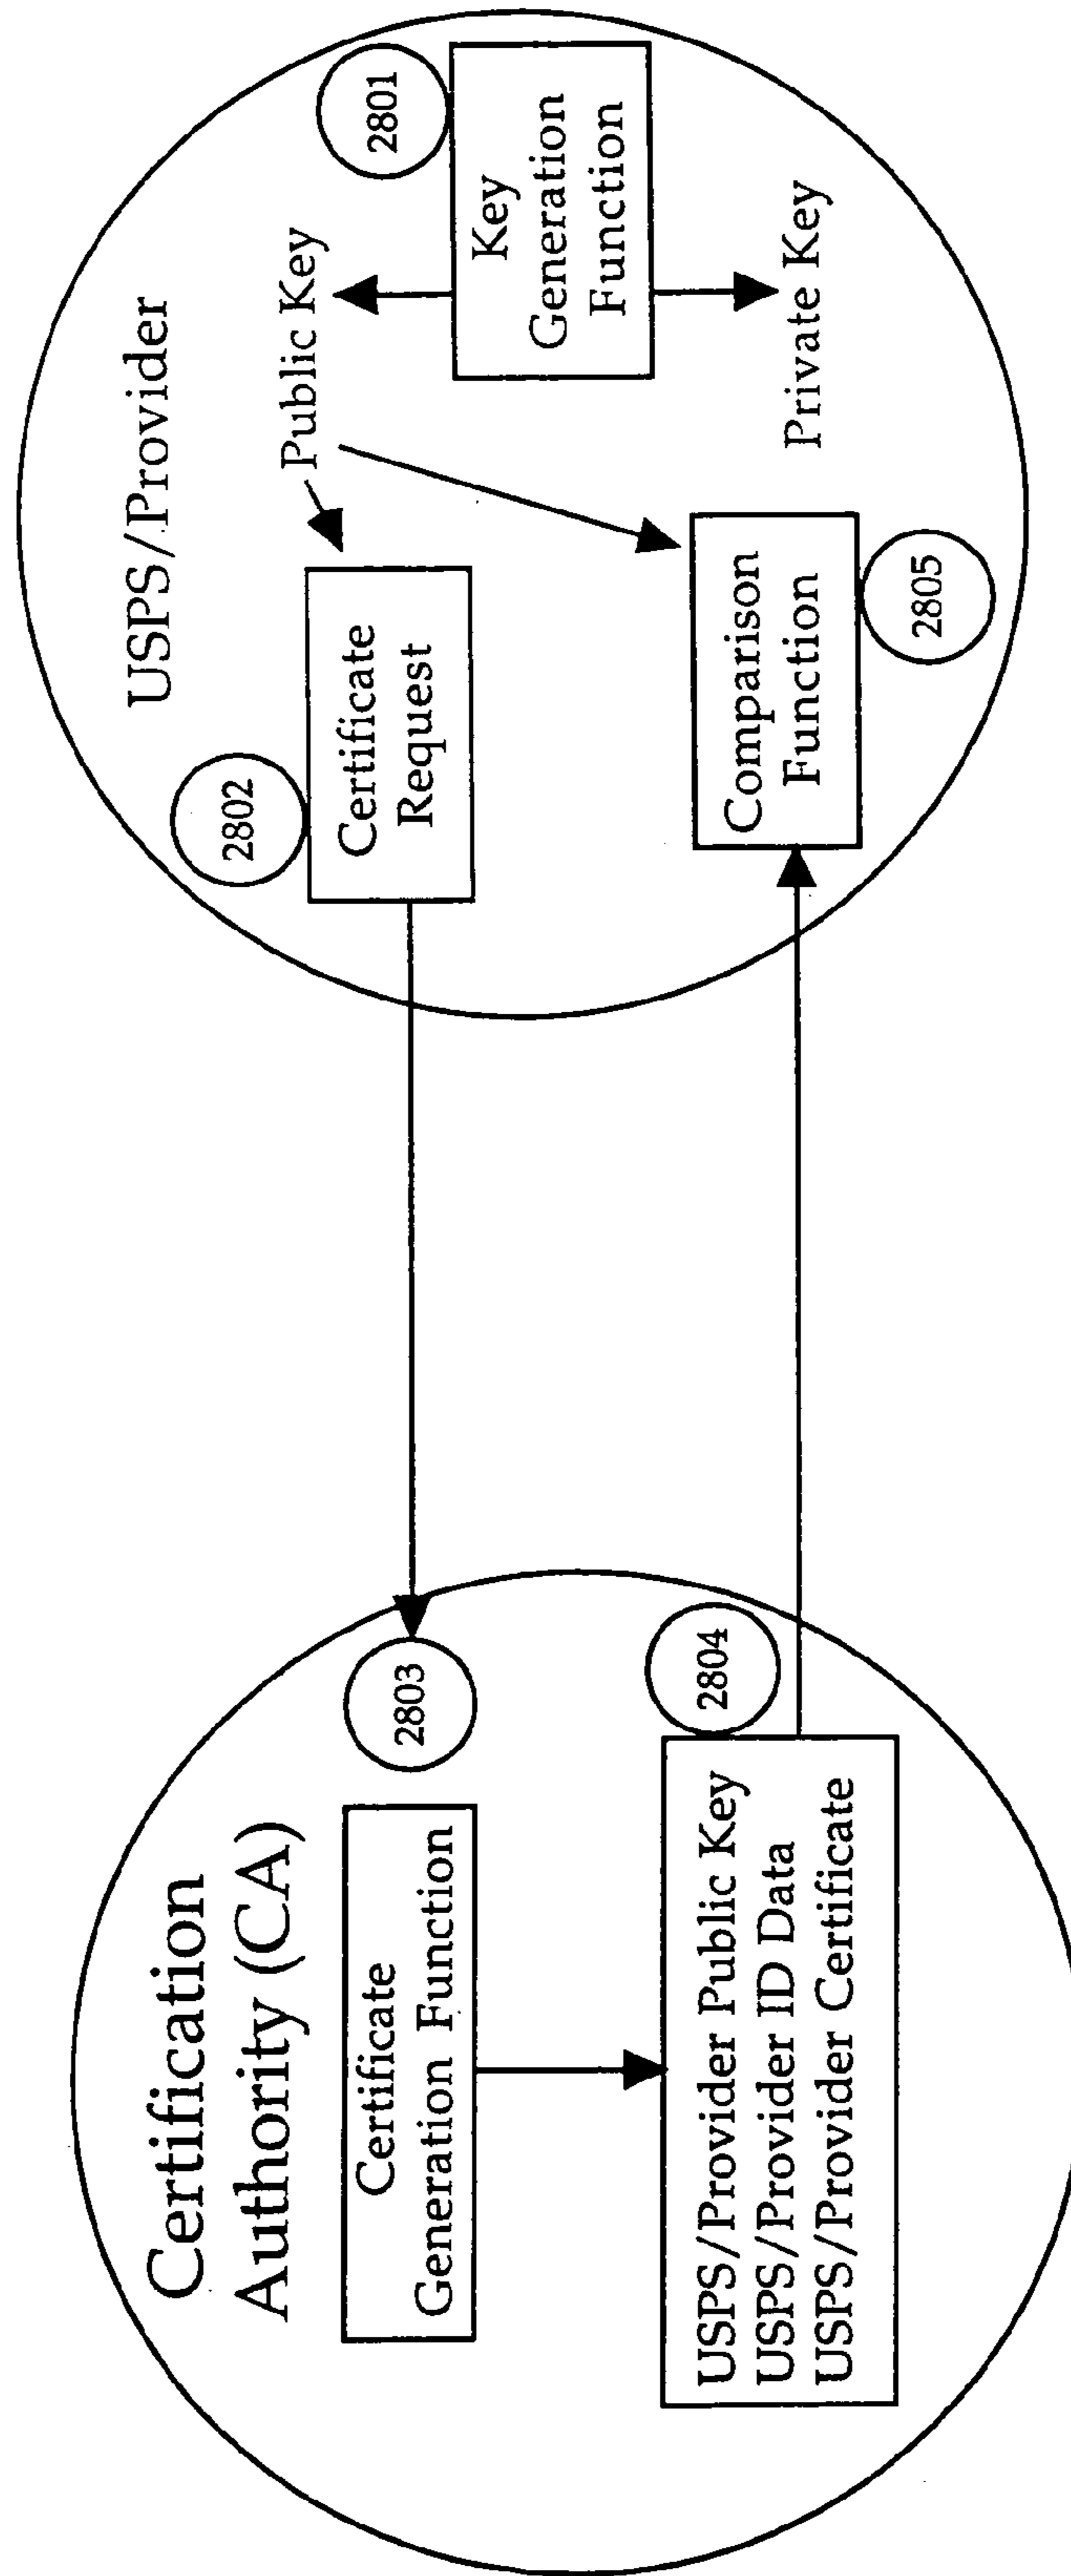 Certification
Authority (CA)
2803
Certificate
Generation Function
2804
USPS/Provider Public Key
USPS/Provider ID Data
USPS/Provider Certificate
USPS/Provider
2802
Certificate
Request
Public Key
2801
Key
Generation
Function
Private Key
Comparison
Function
2805